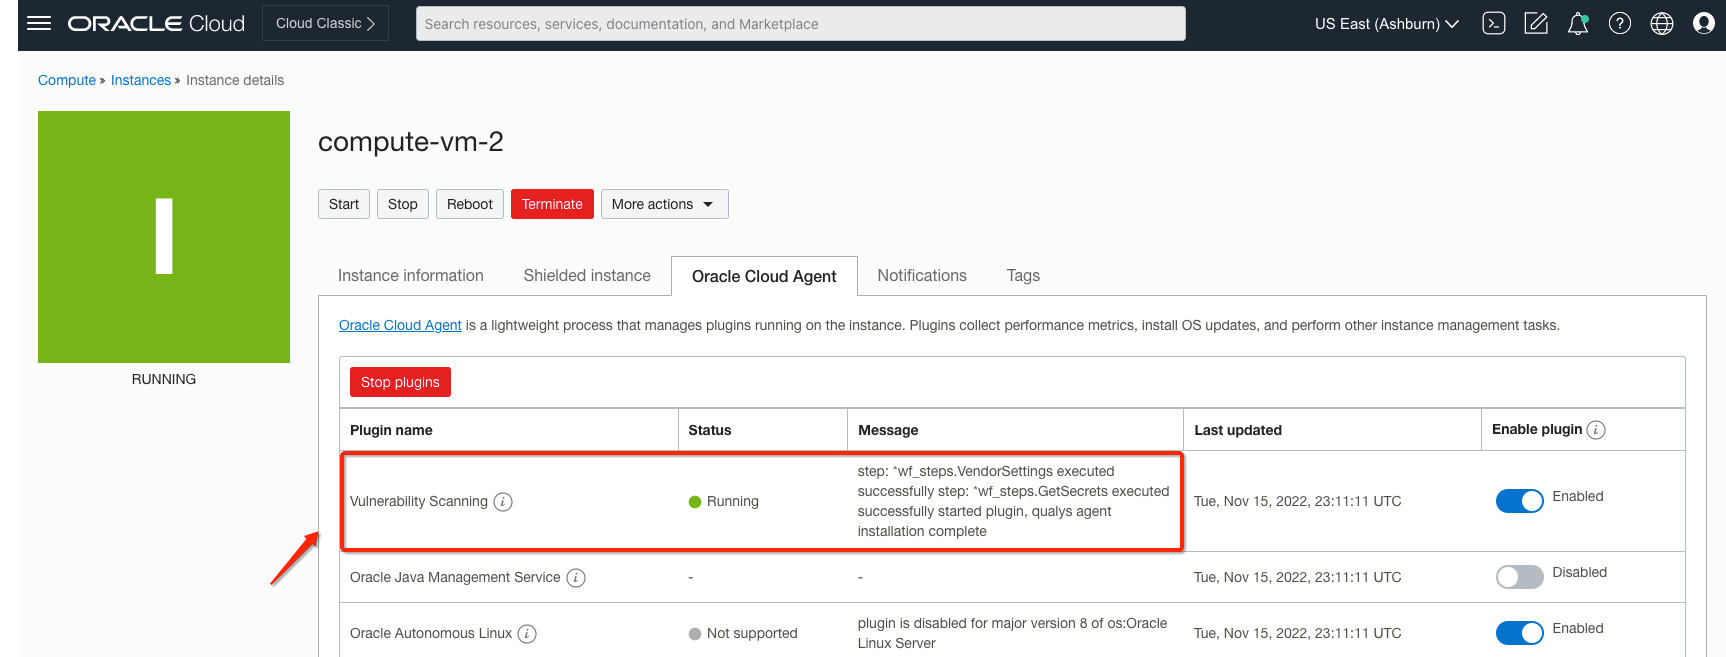 ORACLE Cloud
Cloud Classic
Search resources, services, documentation, and Marketplace
US East (Ashburn)
Compute » Instances » Instance details
I
RUNNING
compute-vm-2
Start
Stop
Reboot
Terminate
More actions
Instance information
Shielded instance
Oracle Cloud Agent
Notifications
Tags
Oracle Cloud Agent is a lightweight process that manages plugins running on the instance. Plugins collect performance metrics, install OS updates, and perform other instance management tasks.
Stop plugins
Plugin name
Status
Message
Last updated
Enable plugin
Vulnerability Scanning
Running
step: *wf_steps.VendorSettings executed
successfully step: *wf_steps.GetSecrets executed
successfully started plugin, qualys agent
installation complete
Tue, Nov 15, 2022, 23:11:11 UTC
Enabled
Oracle Java Management Service
-
-
Tue, Nov 15, 2022, 23:11:11 UTC
Disabled
Oracle Autonomous Linux
Not supported
plugin is disabled for major version 8 of os:Oracle
Linux Server
Tue, Nov 15, 2022, 23:11:11 UTC
Enabled